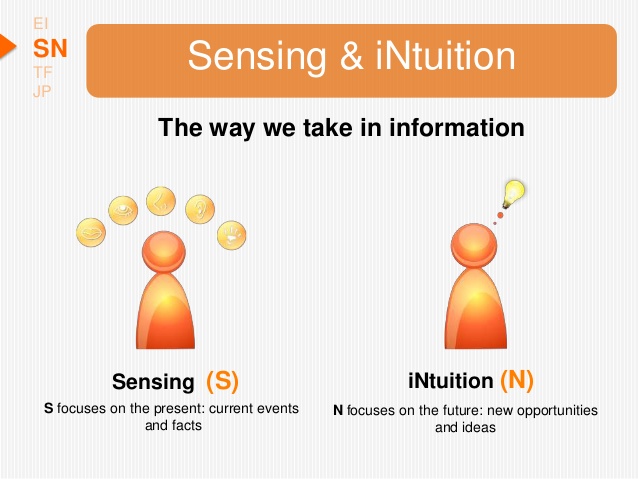 EI
SN
TF
JP
Sensing & iNtuition
The way we take in information
Sensing (S)
S focuses on the present: current events
and facts
iNtuition (N)
N focuses on the future: new opportunities
and ideas